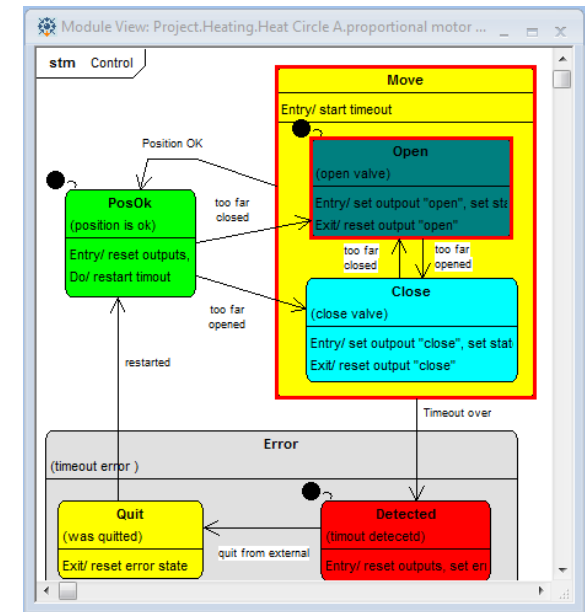 Module View: Project.Heating.Heat Circle A.proportional motor ...
stm Control
Move
Entry/ start timeout
Position OK
Open
(open valve)
Entry/ set outpout "open", set sta
Exit/ reset output "open"
PosOk
(position is ok)
Entry/ reset outputs,
Do/ restart timout
too far
closed
too far
closed
too far
opened
too far
opened
Close
(close valve)
Entry/ set outpout "close", set stat
Exit/ reset output "close"
restarted
Timeout over
Error
(timeout error )
Quit
(was quitted)
Exit/ reset error state
quit from external
Detected
(timout detecetd)
Entry/ reset outputs, set err